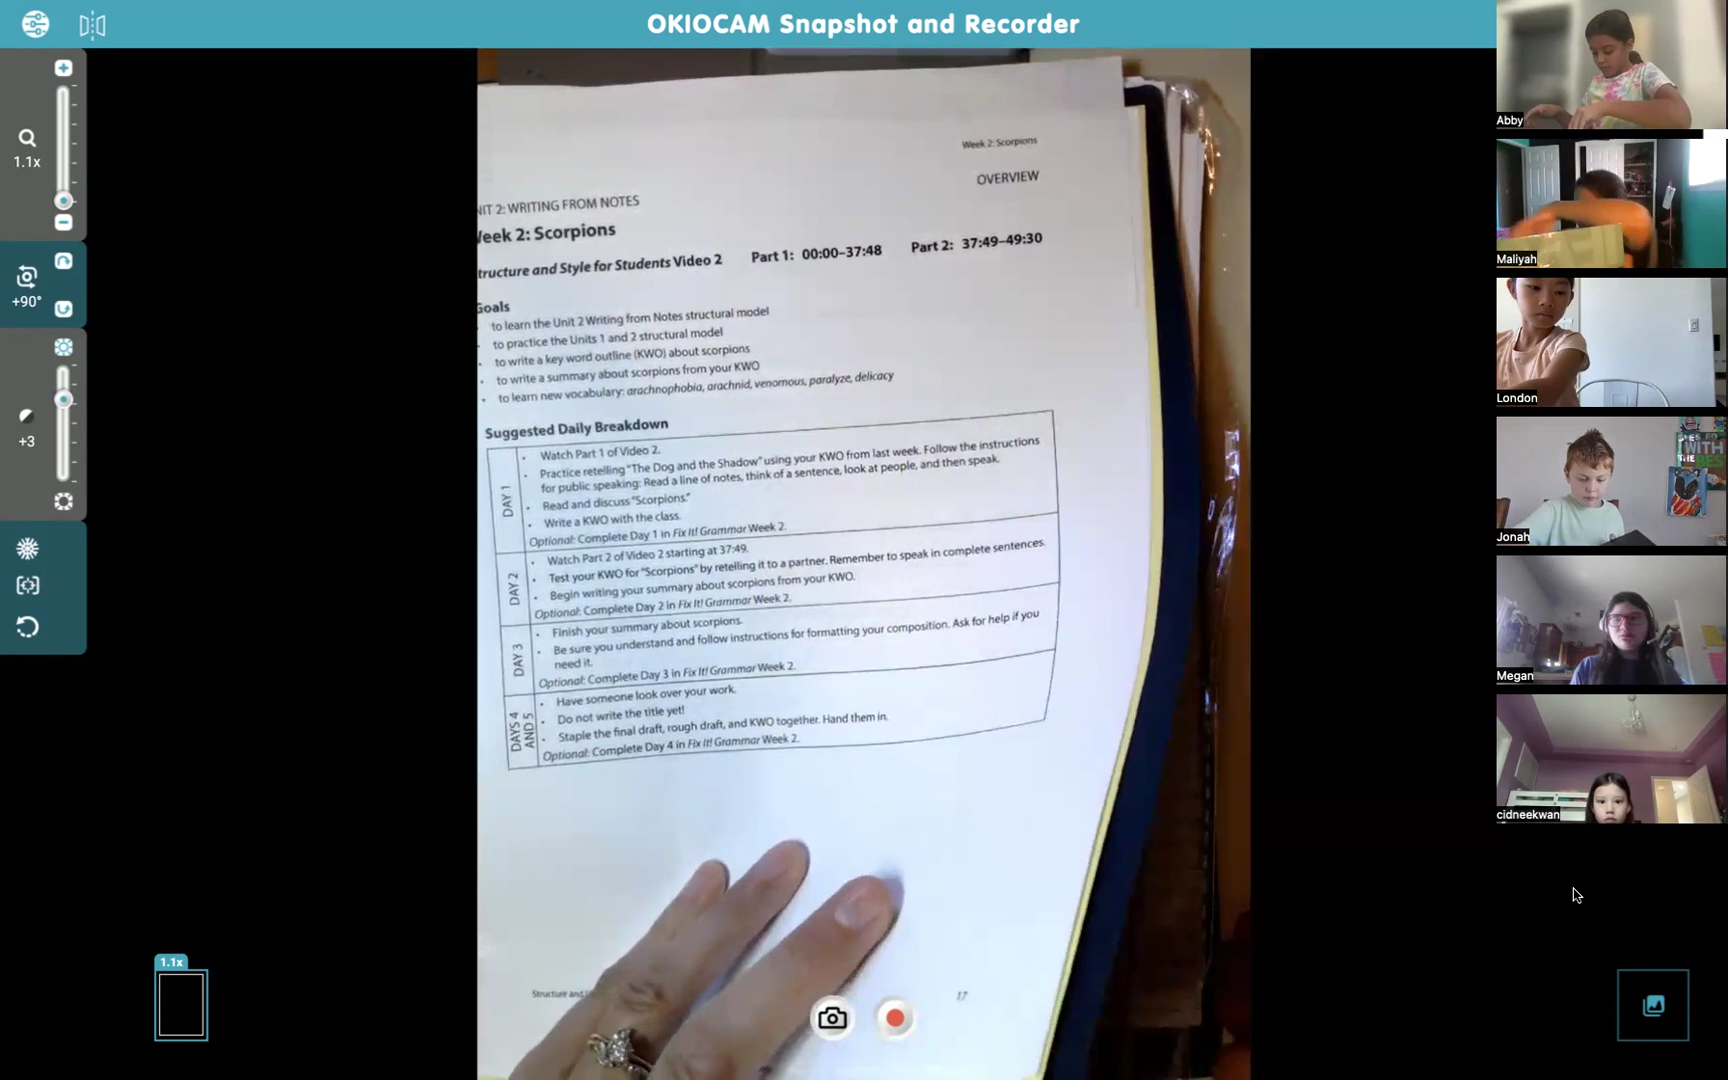 OKIOCAM Snapshot and Recorder
1.1x
+90°
+3
1.1x
Week 2: Scorpions
OVERVIEW
NIT 2: WRITING FROM NOTES
Week 2: Scorpions
tructure and Style for Students Video 2 Part 1: 00:00–37:48 Part 2: 37:49–49:30
Goals
to learn the Unit 2 Writing from Notes structural model
• to practice the Units 1 and 2 structural model
• to write a key word outline (KWO) about scorpions
• to write a summary about scorpions from your KWO
• to learn new vocabulary: arachnophobia, arachnid, venomous, paralyze, delicacy
Suggested Daily Breakdown
DAY 1
• Watch Part 1 of Video 2.
• Practice retelling "The Dog and the Shadow" using your KWO from last week. Follow the instructions
for public speaking: Read a line of notes, think of a sentence, look at people, and then speak.
• Read and discuss "Scorpions."
• Write a KWO with the class.
Optional: Complete Day 1 in Fix It! Grammar Week 2.
DAY 2
• Watch Part 2 of Video 2 starting at 37:49.
• Test your KWO for "Scorpions" by retelling it to a partner. Remember to speak in complete sentences.
• Begin writing your summary about scorpions from your KWO.
Optional: Complete Day 2 in Fix It! Grammar Week 2.
DAY 3
• Finish your summary about scorpions.
• Be sure you understand and follow instructions for formatting your composition. Ask for help if you
need it.
Optional: Complete Day 3 in Fix It! Grammar Week 2.
DAYS 4
AND 5
• Have someone look over your work.
• Do not write the title yet!
• Staple the final draft, rough draft, and KWO together. Hand them in.
Optional: Complete Day 4 in Fix It! Grammar Week 2.
Structure and
17
Abby
Maliyah
London
WITH
THE BEST
Jonah
Megan
cidneekwan